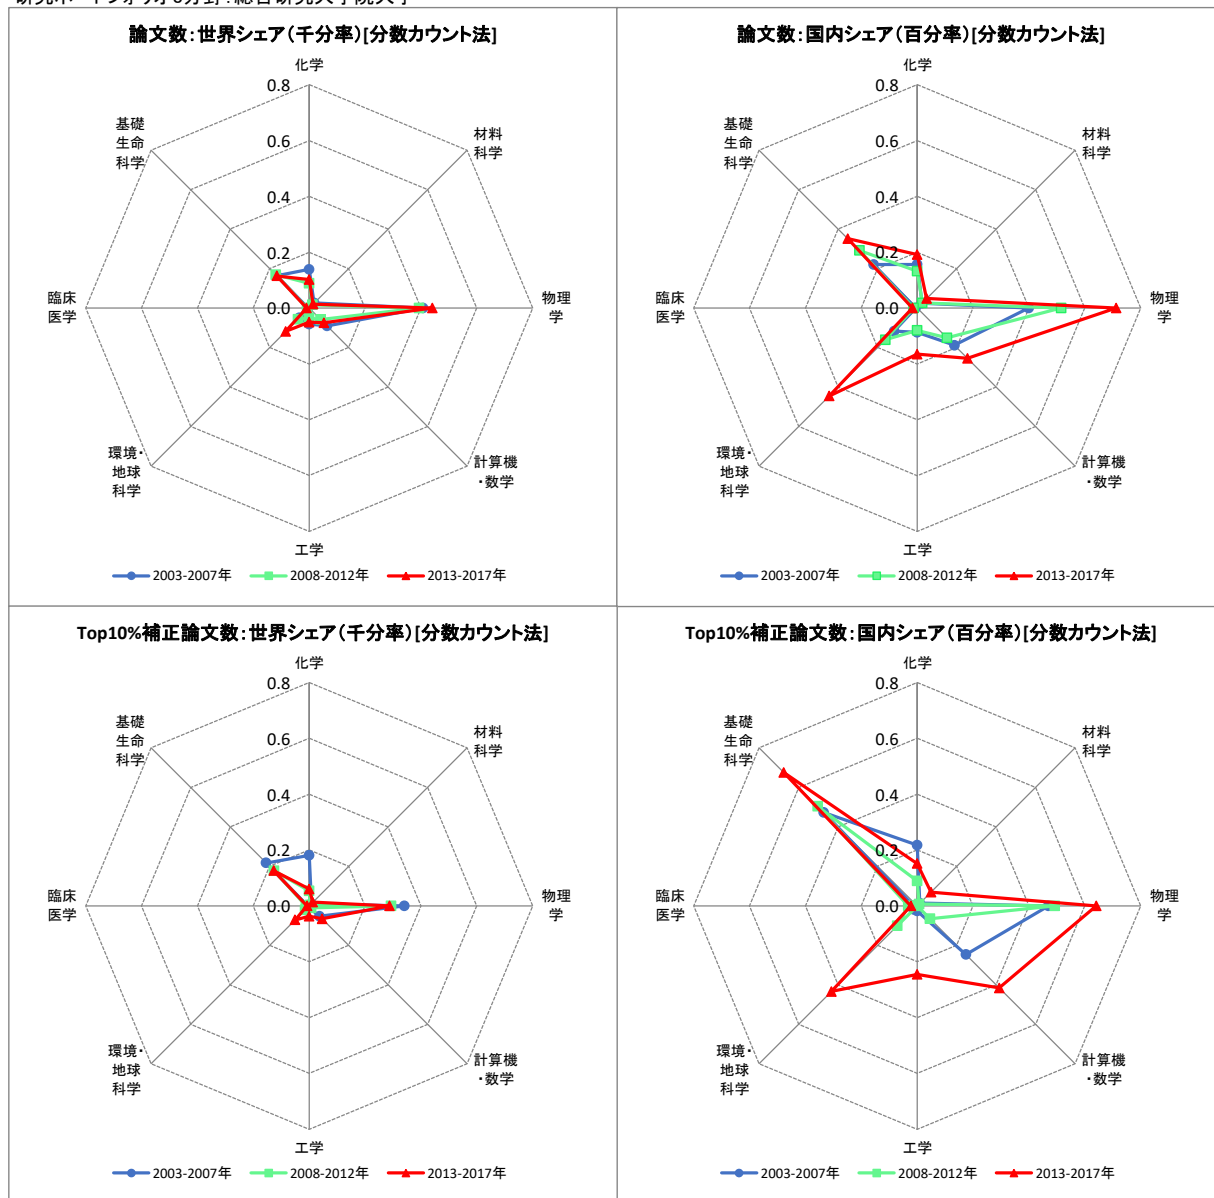 論文数:世界シェア(千分率)[分数カウント法]
化学
0.8
0.6
0.4
0.2
0.0
材料
科学
物理
学
計算機
・数学
工学
環境・
地球
科学
臨床
医学
基礎
生命
科学
2003-2007年 2008-2012年 2013-2017年
論文数:国内シェア(百分率)[分数カウント法]
化学
0.8
0.6
0.4
0.2
0.0
材料
科学
物理
学
計算機
・数学
工学
環境・
地球
科学
臨床
医学
基礎
生命
科学
2003-2007年 2008-2012年 2013-2017年
Top10%補正論文数:世界シェア(千分率)[分数カウント法]
化学
0.8
0.6
0.4
0.2
0.0
材料
科学
物理
学
計算機
・数学
工学
環境・
地球
科学
臨床
医学
基礎
生命
科学
2003-2007年 2008-2012年 2013-2017年
Top10%補正論文数:国内シェア(百分率)[分数カウント法]
化学
0.8
0.6
0.4
0.2
0.0
材料
科学
物理
学
計算機
・数学
工学
環境・
地球
科学
臨床
医学
基礎
生命
科学
2003-2007年 2008-2012年 2013-2017年